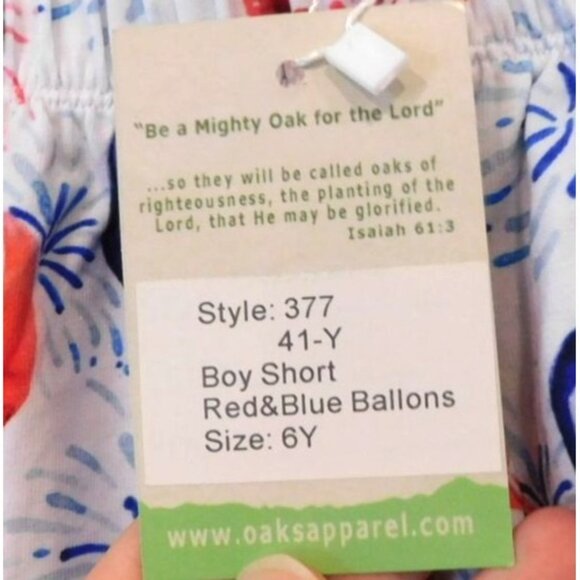 "Be a Mighty Oak for the Lord"
...so they will be called oaks of
righteousness, the planting of the
Lord, that He may be glorified.
Isaiah 61:3
Style: 377
41-Y
Boy Short
Red&Blue Ballons
Size: 6Y
www.oaksapparel.com